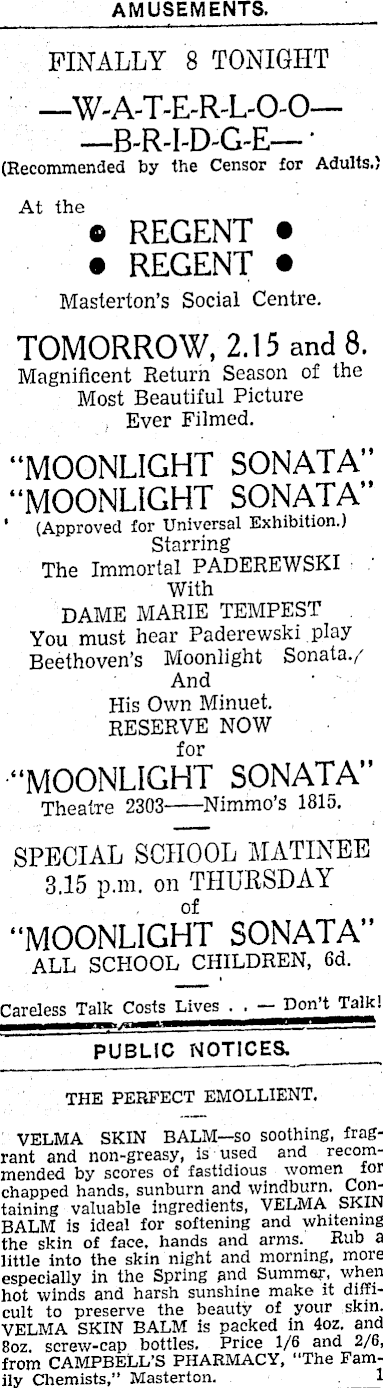 AMUSEMENTS.
FINALLY 8 TONIGHT
—W-A-T-E-R-L-O-O—
—B-R-I-D-G-E—
(Recommended by the Censor for Adults.)
At the
● REGENT ●
● REGENT ●
Masterton's Social Centre.
TOMORROW, 2.15 and 8.
Magnificent Return Season of the
Most Beautiful Picture
Ever Filmed.
"MOONLIGHT SONATA"
"MOONLIGHT SONATA"
(Approved for Universal Exhibition.)
Starring
The Immortal PADEREWSKI
With
DAME MARIE TEMPEST
You must hear Paderewski play
Beethoven's Moonlight Sonata.
And
His Own Minuet.
RESERVE NOW
for
"MOONLIGHT SONATA"
Theatre 2303——Nimmo's 1815.
SPECIAL SCHOOL MATINEE
3.15 p.m. on THURSDAY
of
"MOONLIGHT SONATA"
ALL SCHOOL CHILDREN, 6d.
Careless Talk Costs Lives . . — Don't Talk!
PUBLIC NOTICES.
THE PERFECT EMOLLIENT.
VELMA SKIN BALM—so soothing, frag-
rant and non-greasy, is used and recom-
mended by scores of fastidious women for
chapped hands, sunburn and windburn. Con-
taining valuable ingredients, VELMA SKIN
BALM is ideal for softening and whitening
the skin of face, hands and arms. Rub a
little into the skin night and morning, more
especially in the Spring and Summer, when
hot winds and harsh sunshine make it diffi-
cult to preserve the beauty of your skin.
VELMA SKIN BALM is packed in 4oz. and
8oz. screw-cap bottles. Price 1/6 and 2/6,
from CAMPBELL'S PHARMACY, "The Fam-
ily Chemists," Masterton. 1